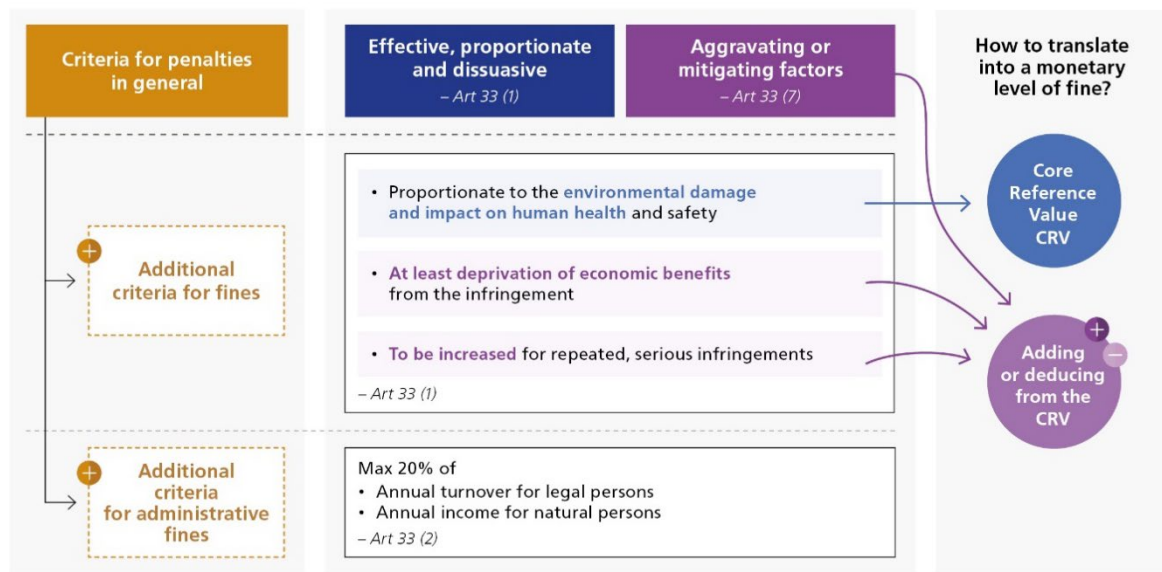 Criteria for penalties
in general
Effective, proportionate
and dissuasive
– Art 33 (1)
Aggravating or
mitigating factors
– Art 33 (7)
How to translate
into a monetary
level of fine?
+
Additional
criteria for fines
• Proportionate to the environmental damage
and impact on human health and safety
• At least deprivation of economic benefits
from the infringement
• To be increased for repeated, serious infringements
– Art 33 (1)
Core
Reference
Value
CRV
+
–
Adding
or deducing
from the
CRV
+
Additional
criteria
for administrative
fines
Max 20% of
• Annual turnover for legal persons
• Annual income for natural persons
– Art 33 (2)